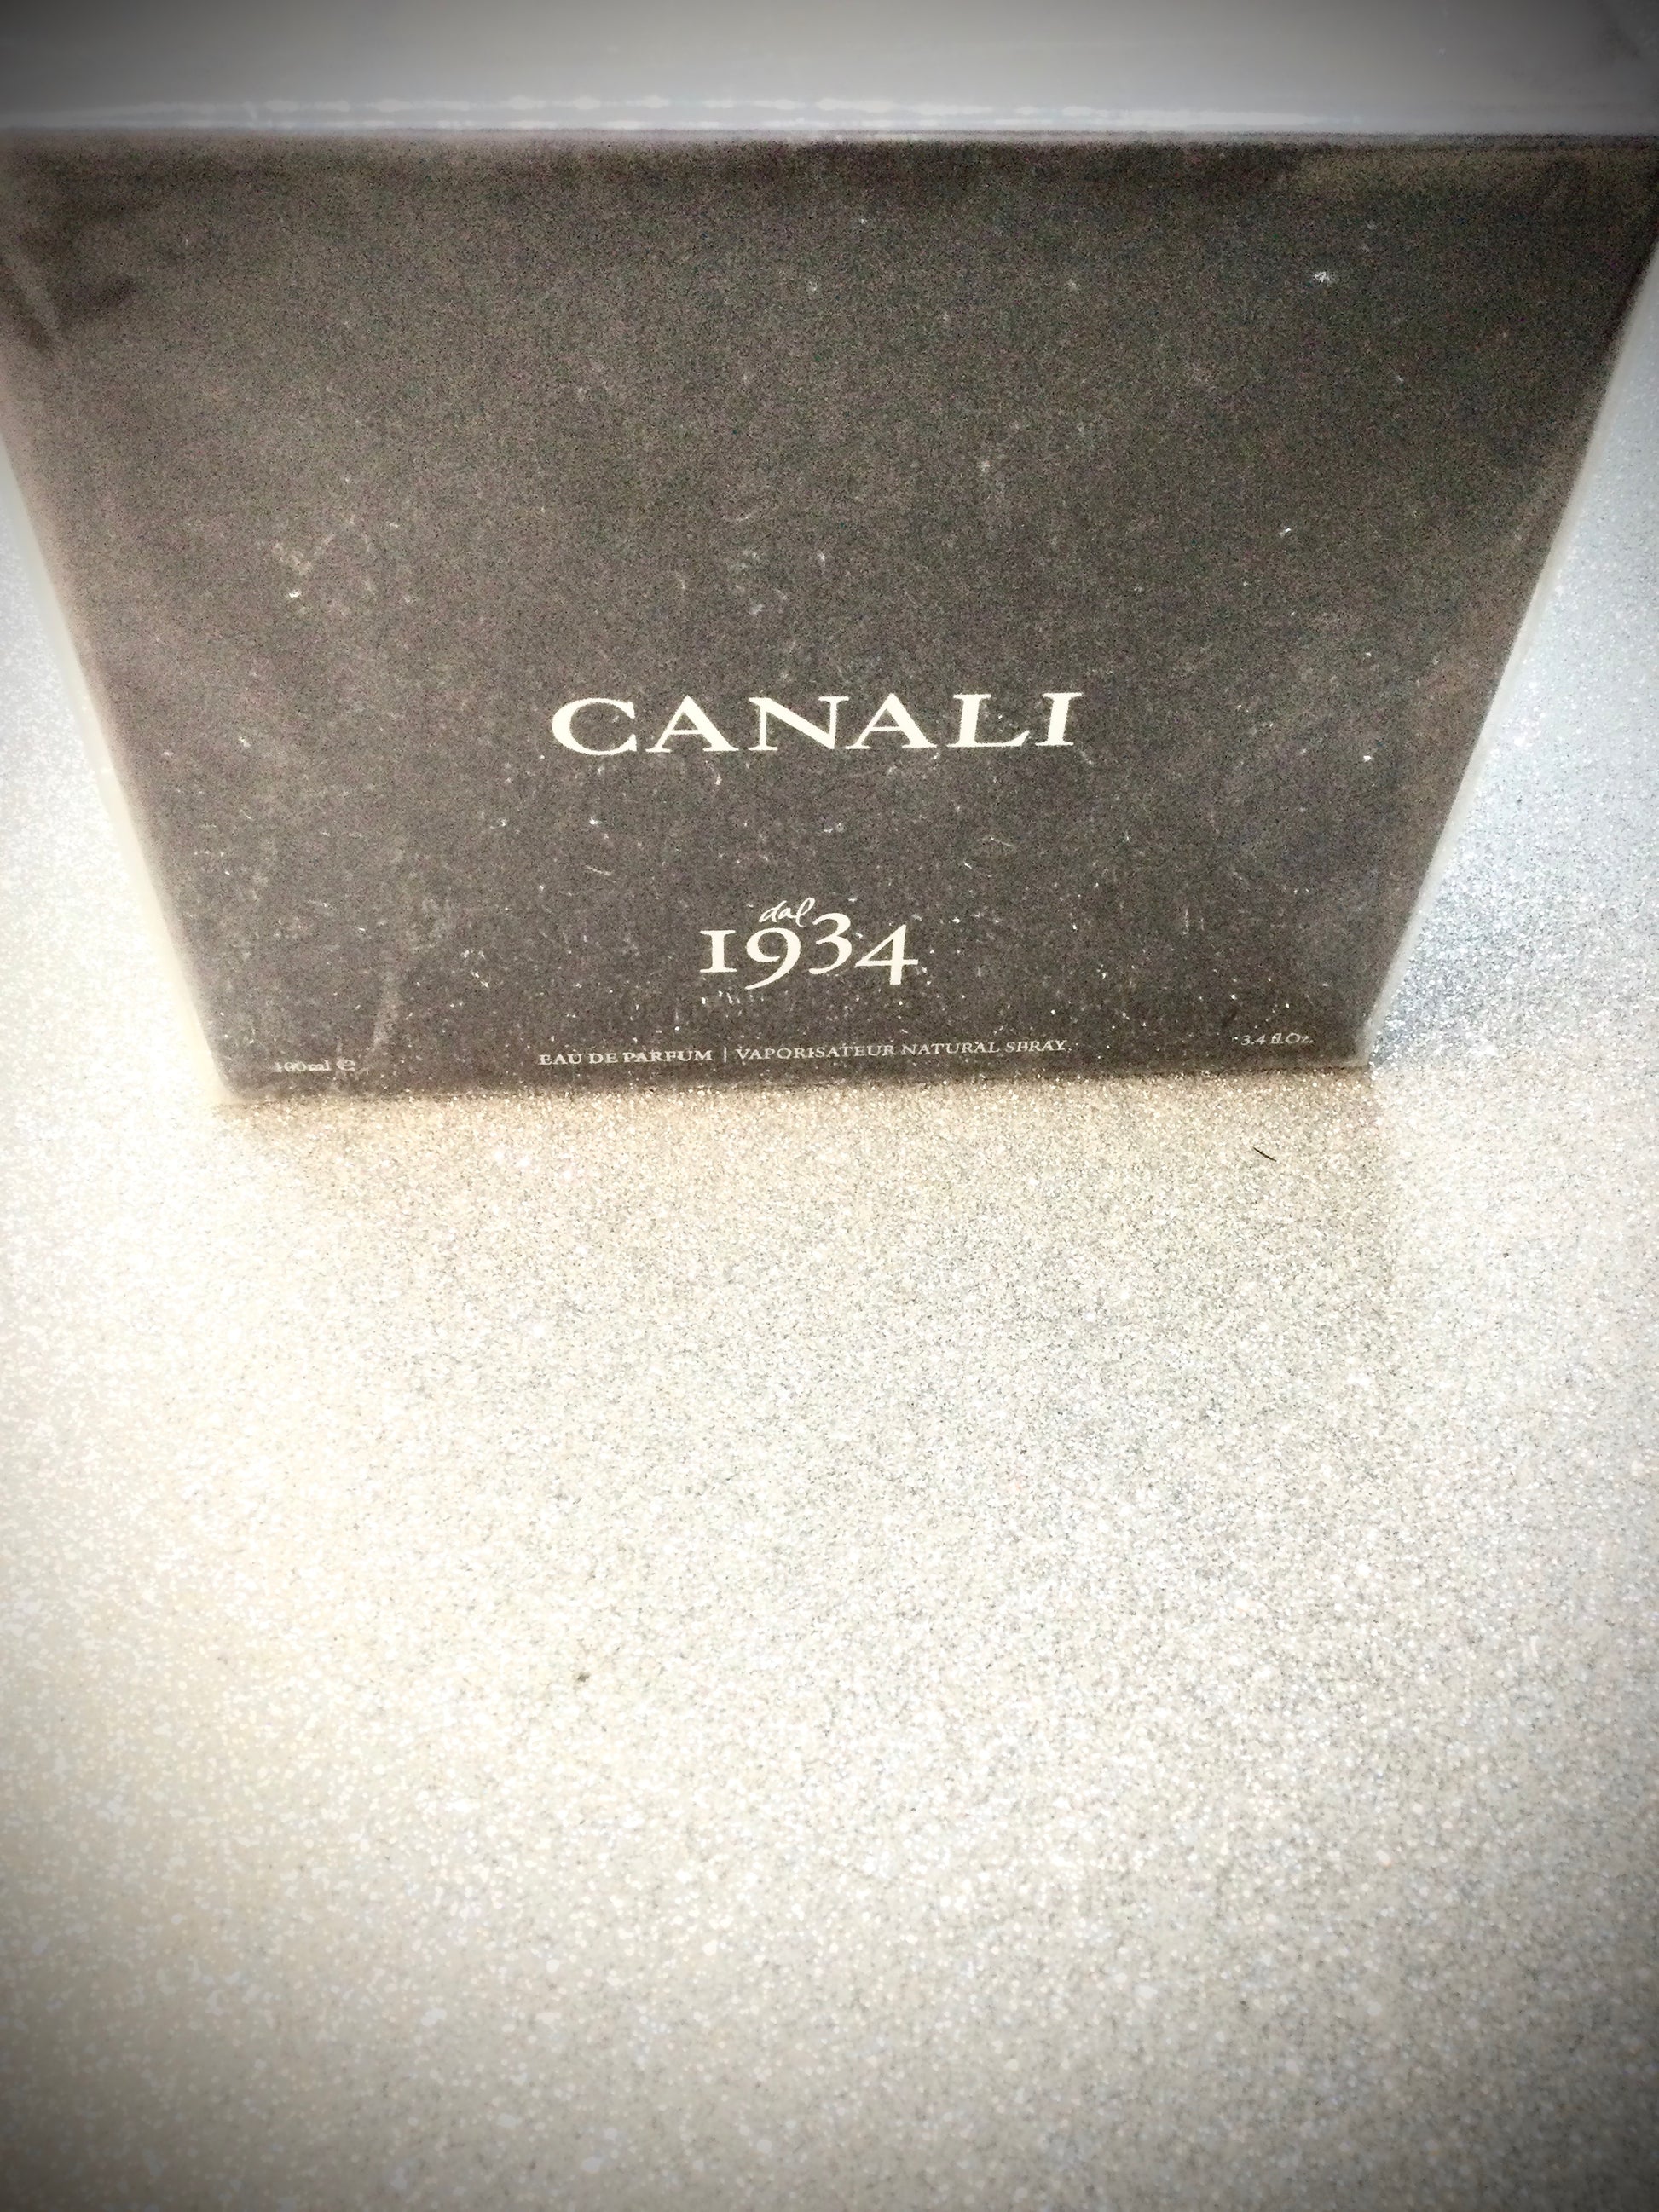 CANALI
dal
1934
100ml ℮
EAU DE PARFUM | VAPORISATEUR NATURAL SPRAY
3.4 fl.Oz.